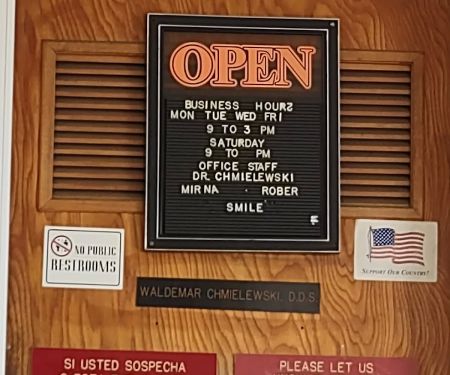 OPEN
BUSINESS HOURS
MON TUE WED FRI
9 TO 3 PM
SATURDAY
9 TO PM
OFFICE STAFF
DR. CHMIELEWSKI
MIRNA · ROBER
SMILE
NO PUBLIC
RESTROOMS
SUPPORT OUR COUNTRY!
WALDEMAR CHMIELEWSKI, D.D.S.
SI USTED SOSPECHA
PLEASE LET US